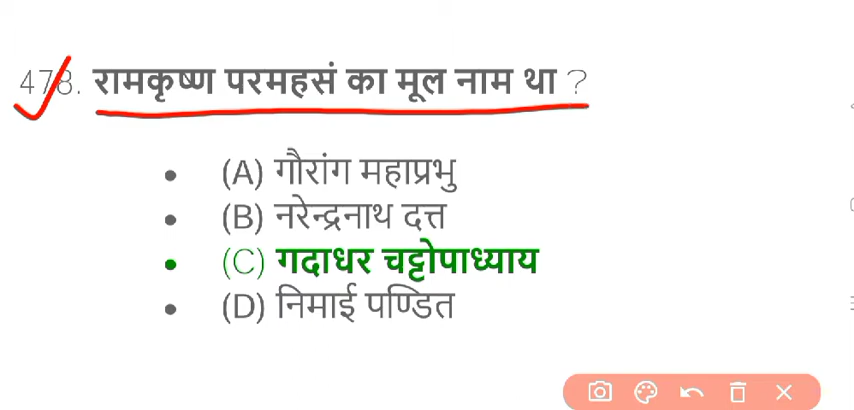 478. रामकृष्ण परमहसं का मूल नाम था ?
• (A) गौरांग महाप्रभु
• (B) नरेन्द्रनाथ दत्त
• (C) गदाधर चट्टोपाध्याय
• (D) निमाई पण्डित